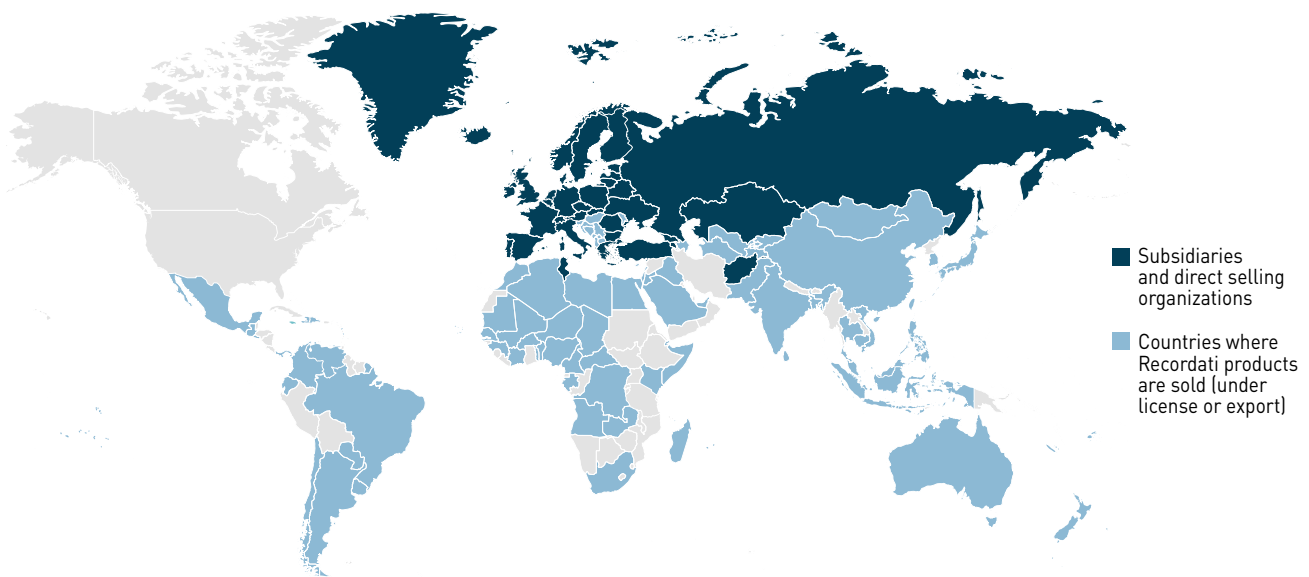 Subsidiaries
and direct selling
organizations
Countries where
Recordati products
are sold (under
license or export)